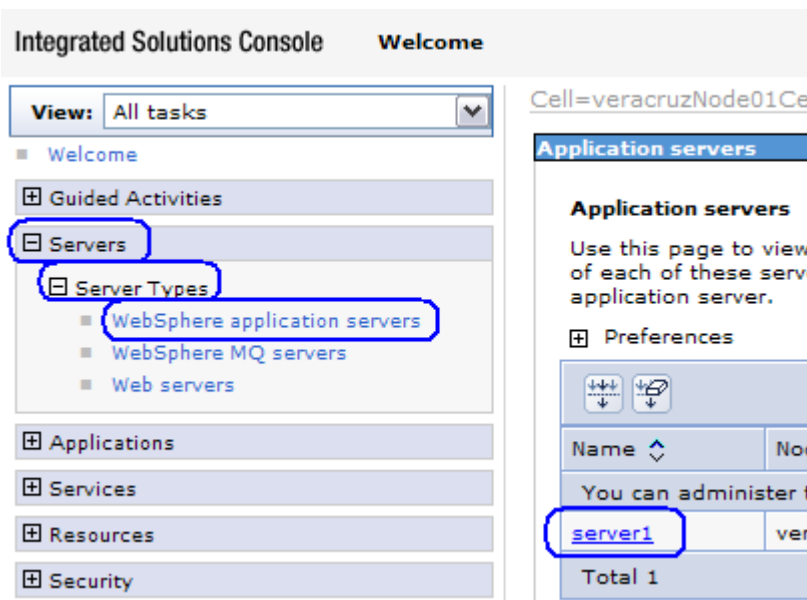 Integrated Solutions Console Welcome
View: All tasks
Welcome
Guided Activities
Servers
Server Types
WebSphere application servers
WebSphere MQ servers
Web servers
Applications
Services
Resources
Security
Cell=veracruzNode01Ce
Application servers
Application servers
Use this page to view
of each of these serv
application server.
Preferences
Name No
You can administer t
server1 ver
Total 1